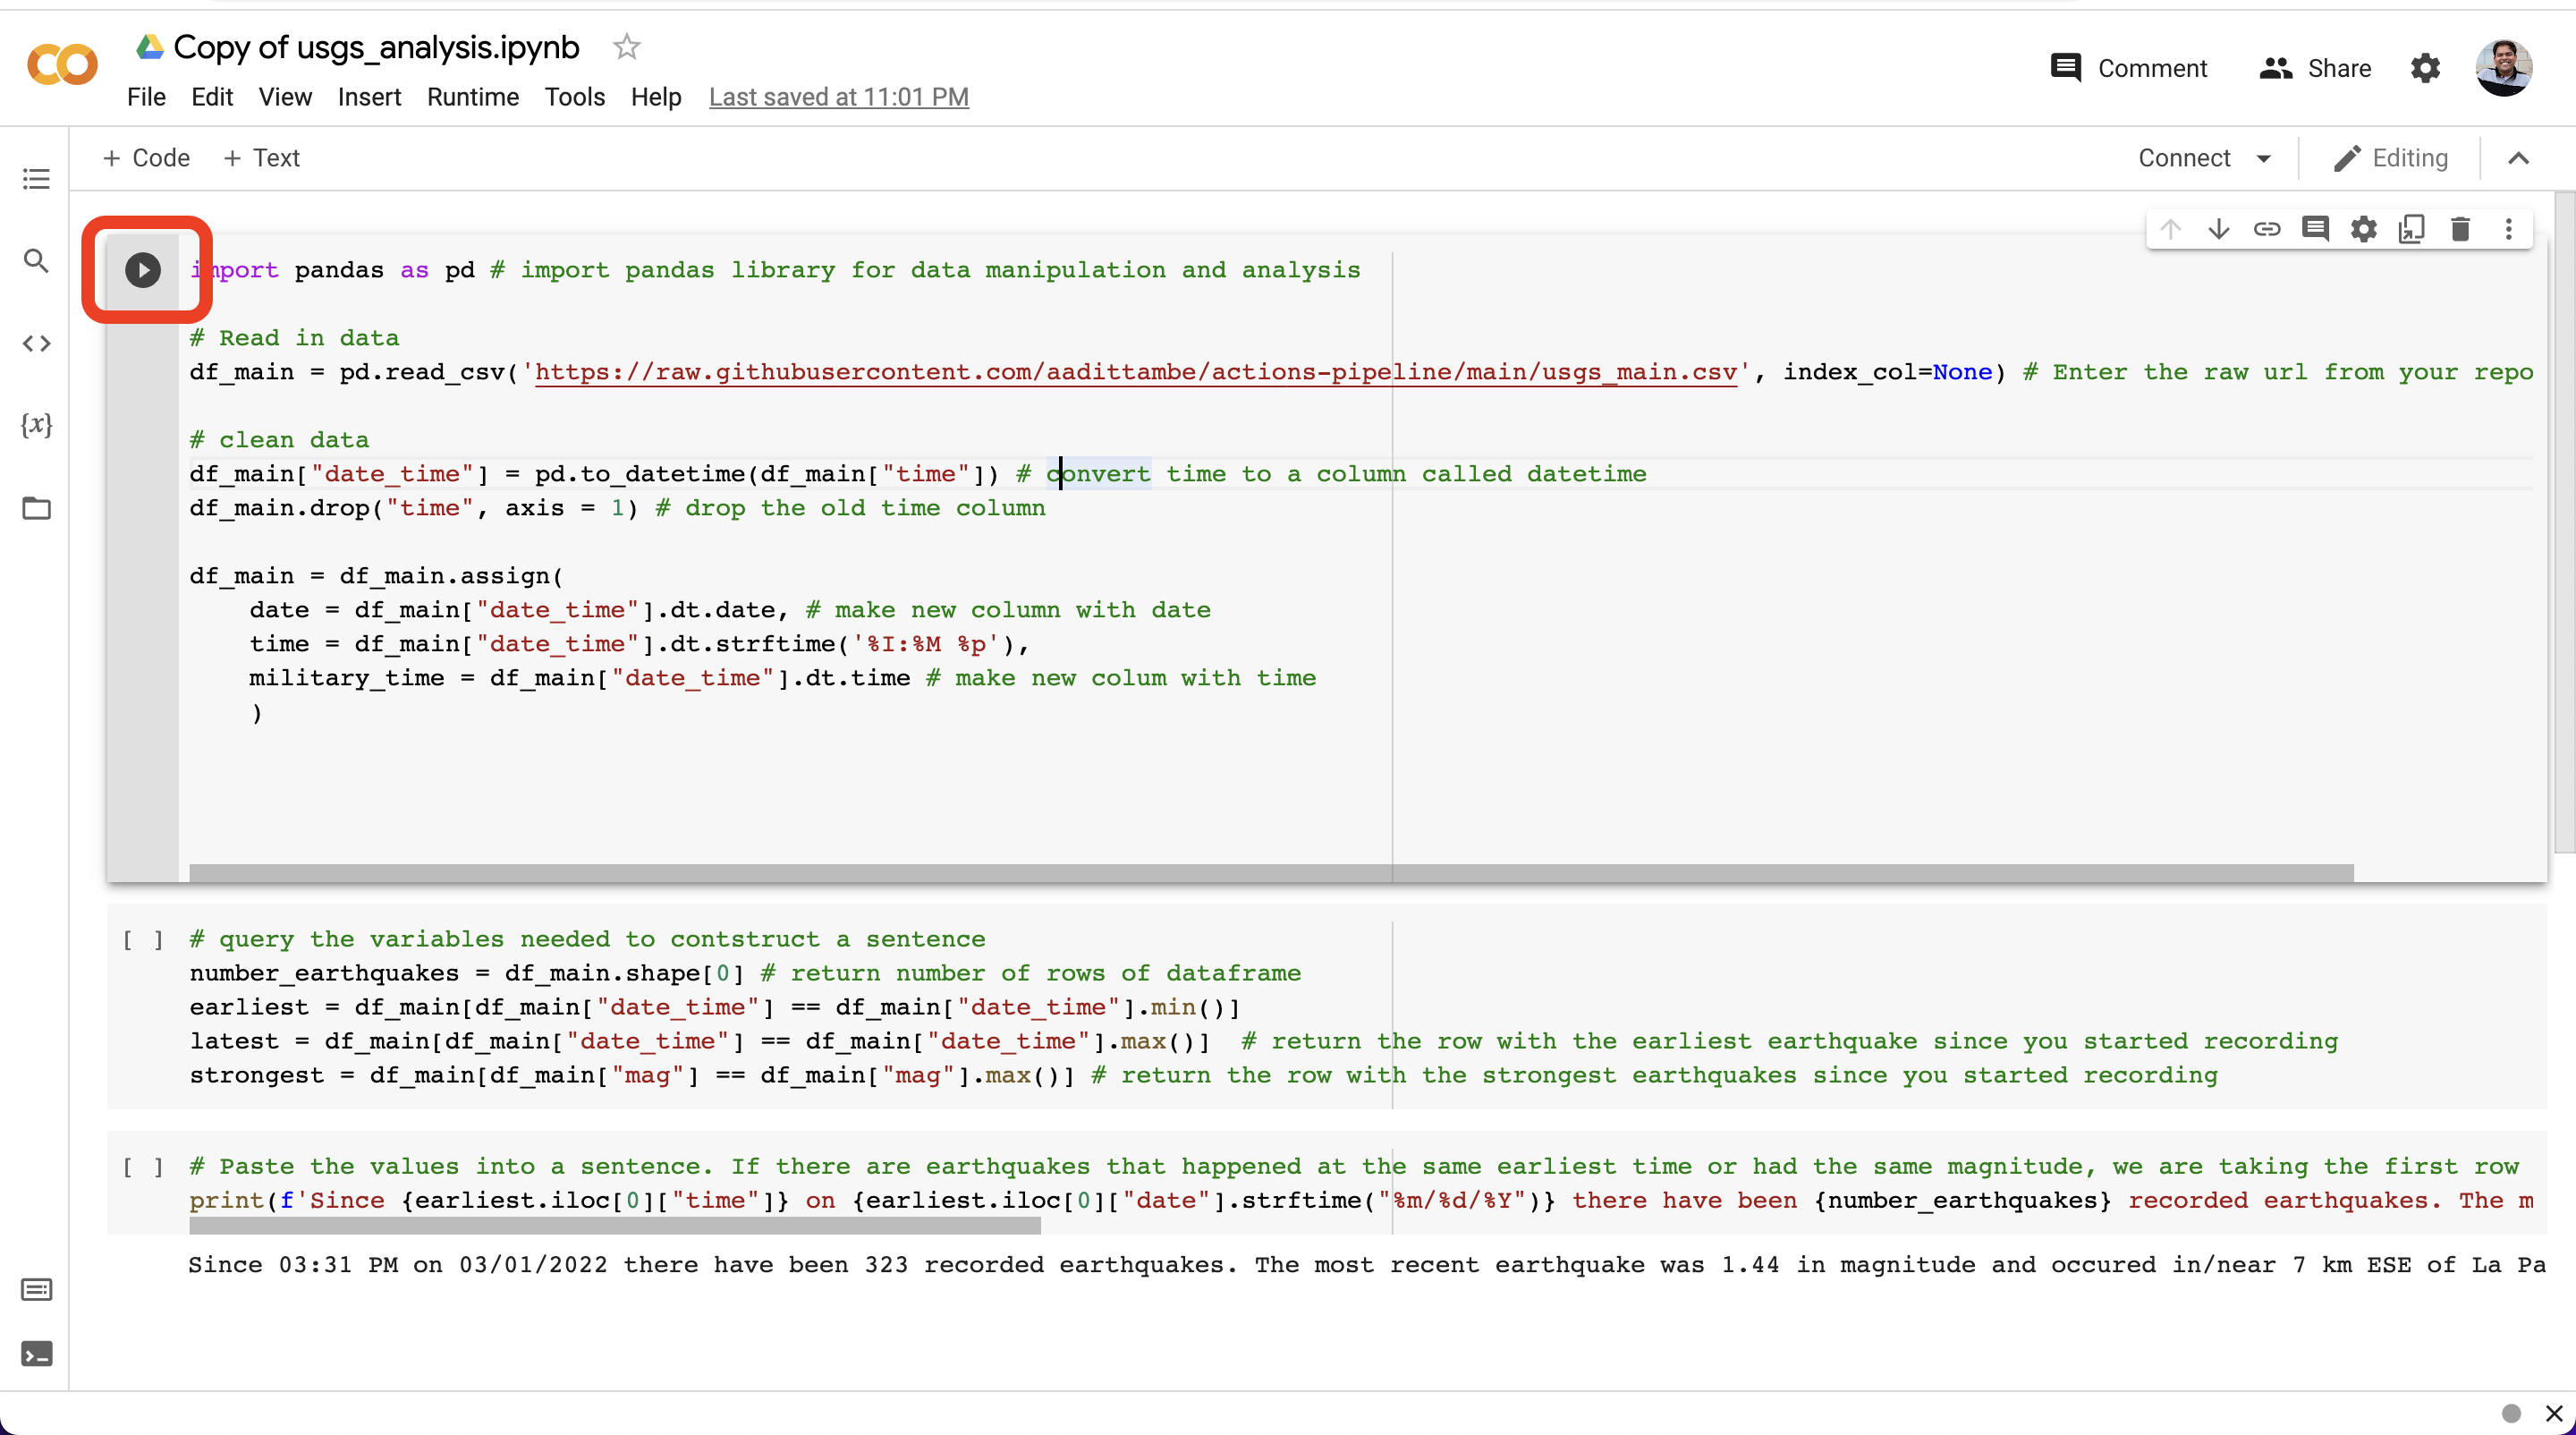 Copy of usgs_analysis.ipynb
Comment Share
File Edit View Insert Runtime Tools Help Last saved at 11:01 PM
+ Code + Text
Connect Editing
import pandas as pd # import pandas library for data manipulation and analysis
# Read in data
df_main = pd.read_csv('https://raw.githubusercontent.com/aadittambe/actions-pipeline/main/usgs_main.csv', index_col=None) # Enter the raw url from your repo
# clean data
df_main["date_time"] = pd.to_datetime(df_main["time"]) # convert time to a column called datetime
df_main.drop("time", axis = 1) # drop the old time column
df_main = df_main.assign(
    date = df_main["date_time"].dt.date, # make new column with date
    time = df_main["date_time"].dt.strftime('%I:%M %p'),
    military_time = df_main["date_time"].dt.time # make new colum with time
    )
[ ] # query the variables needed to contstruct a sentence
number_earthquakes = df_main.shape[0] # return number of rows of dataframe
earliest = df_main[df_main["date_time"] == df_main["date_time"].min()]
latest = df_main[df_main["date_time"] == df_main["date_time"].max()]  # return the row with the earliest earthquake since you started recording
strongest = df_main[df_main["mag"] == df_main["mag"].max()] # return the row with the strongest earthquakes since you started recording
[ ] # Paste the values into a sentence. If there are earthquakes that happened at the same earliest time or had the same magnitude, we are taking the first row
print(f'Since {earliest.iloc[0]["time"]} on {earliest.iloc[0]["date"].strftime("%m/%d/%Y")} there have been {number_earthquakes} recorded earthquakes. The m
Since 03:31 PM on 03/01/2022 there have been 323 recorded earthquakes. The most recent earthquake was 1.44 in magnitude and occured in/near 7 km ESE of La Pa